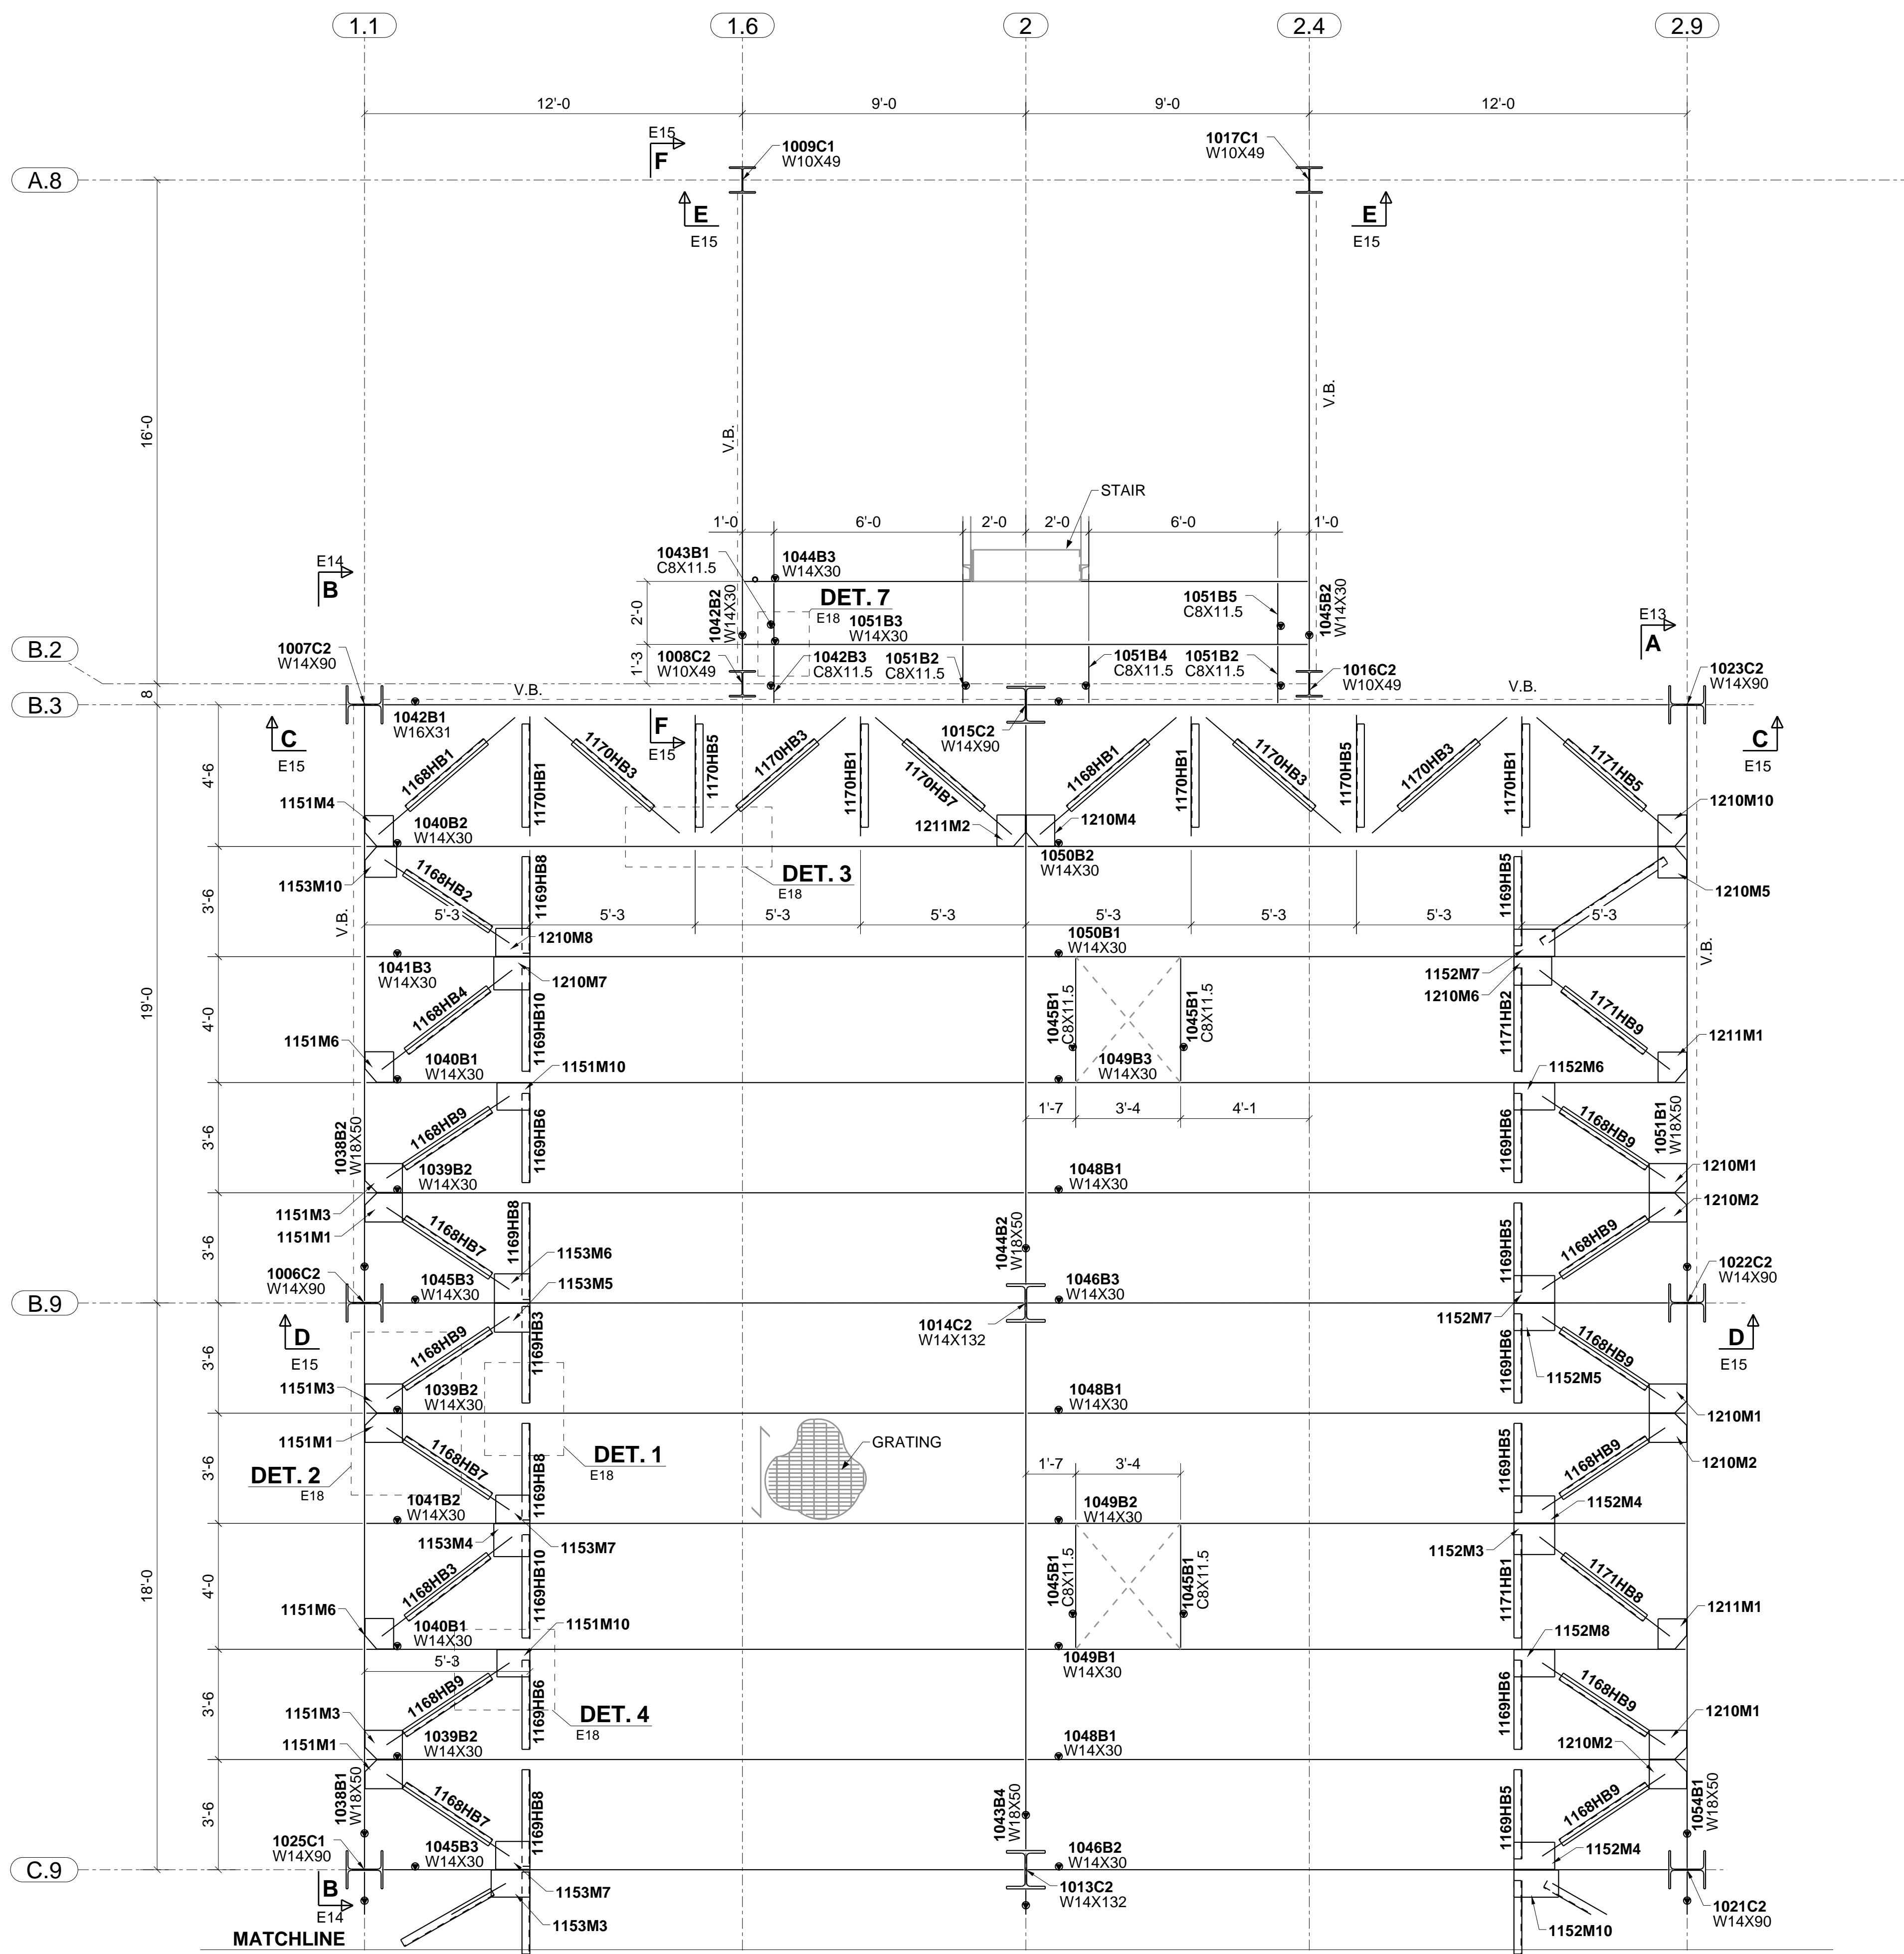 1.1
1.6
2
2.4
2.9
12'-0
9'-0
9'-0
12'-0
E15
F
1009C1
W10X49
1017C1
W10X49
A.8
E
E15
E
E15
16'-0
V.B.
V.B.
STAIR
1'-0
6'-0
2'-0
2'-0
6'-0
1'-0
1043B1
C8X11.5
1044B3
W14X30
E14
B
2'-0
1042B2
W14X30
DET. 7
E18
1051B3
W14X30
1051B5
C8X11.5
1045B2
W14X30
E13
A
B.2
1007C2
W14X90
1'-3
1008C2
W10X49
1042B3
C8X11.5
1051B2
C8X11.5
1051B4
C8X11.5
1051B2
C8X11.5
1016C2
W10X49
1023C2
W14X90
8
V.B.
V.B.
B.3
1042B1
W16X31
C
E15
F
E15
1015C2
W14X90
C
E15
4'-6
1168HB1
1170HB1
1170HB3
1170HB5
1170HB3
1170HB1
1170HB7
1168HB1
1170HB1
1170HB3
1170HB5
1170HB3
1170HB1
1171HB5
1151M4
1040B2
W14X30
1211M2
1210M4
1210M10
1050B2
W14X30
DET. 3
E18
1153M10
1168HB2
1169HB8
1169HB5
1210M5
3'-6
V.B.
5'-3
5'-3
5'-3
5'-3
5'-3
5'-3
5'-3
5'-3
V.B.
1210M8
1050B1
W14X30
1041B3
W14X30
1210M7
1152M7
1210M6
19'-0
4'-0
1168HB4
1169HB10
1045B1
C8X11.5
1045B1
C8X11.5
1171HB2
1171HB9
1211M1
1151M6
1040B1
W14X30
1151M10
1049B3
W14X30
1152M6
3'-6
1038B2
W18X50
1168HB9
1169HB6
1'-7
3'-4
4'-1
1169HB6
1168HB9
1051B1
W18X50
1039B2
W14X30
1048B1
W14X30
1210M1
1210M2
1151M3
1151M1
3'-6
1168HB7
1169HB8
1044B2
W18X50
1169HB5
1168HB9
1153M6
1153M5
1006C2
W14X90
1045B3
W14X30
1046B3
W14X30
1022C2
W14X90
B.9
1152M7
D
E15
1014C2
W14X132
D
E15
3'-6
1168HB9
1169HB3
1169HB6
1168HB9
1152M5
1151M3
1039B2
W14X30
1048B1
W14X30
1210M1
1151M1
GRATING
1210M2
3'-6
DET. 2
E18
1168HB7
1169HB8
DET. 1
E18
1'-7
3'-4
1169HB5
1168HB9
1041B2
W14X30
1049B2
W14X30
1152M4
1153M4
1153M7
1152M3
18'-0
4'-0
1168HB3
1169HB10
1045B1
C8X11.5
1045B1
C8X11.5
1171HB1
1171HB8
1151M6
1040B1
W14X30
1151M10
1211M1
1152M8
5'-3
1049B1
W14X30
3'-6
1168HB9
1169HB6
DET. 4
E18
1169HB6
1168HB9
1151M3
1210M1
1039B2
W14X30
1048B1
W14X30
1210M2
1151M1
3'-6
1038B1
W18X50
1168HB7
1169HB8
1043B4
W18X50
1169HB5
1168HB9
1054B1
W18X50
1025C1
W14X90
1045B3
W14X30
1046B2
W14X30
1152M4
C.9
B
E14
1153M7
1013C2
W14X132
1153M3
1152M10
1021C2
W14X90
MATCHLINE